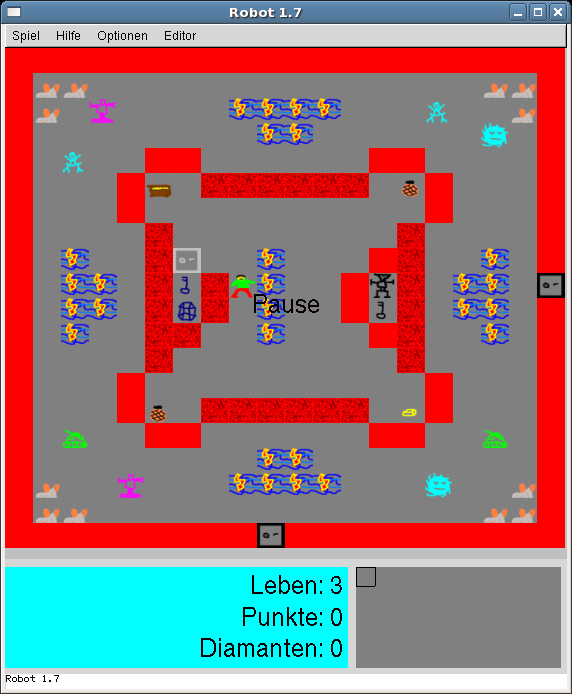 Robot 1.7
Spiel Hilfe Optionen Editor
Pause
Leben: 3
Punkte: 0
Diamanten: 0
Robot 1.7